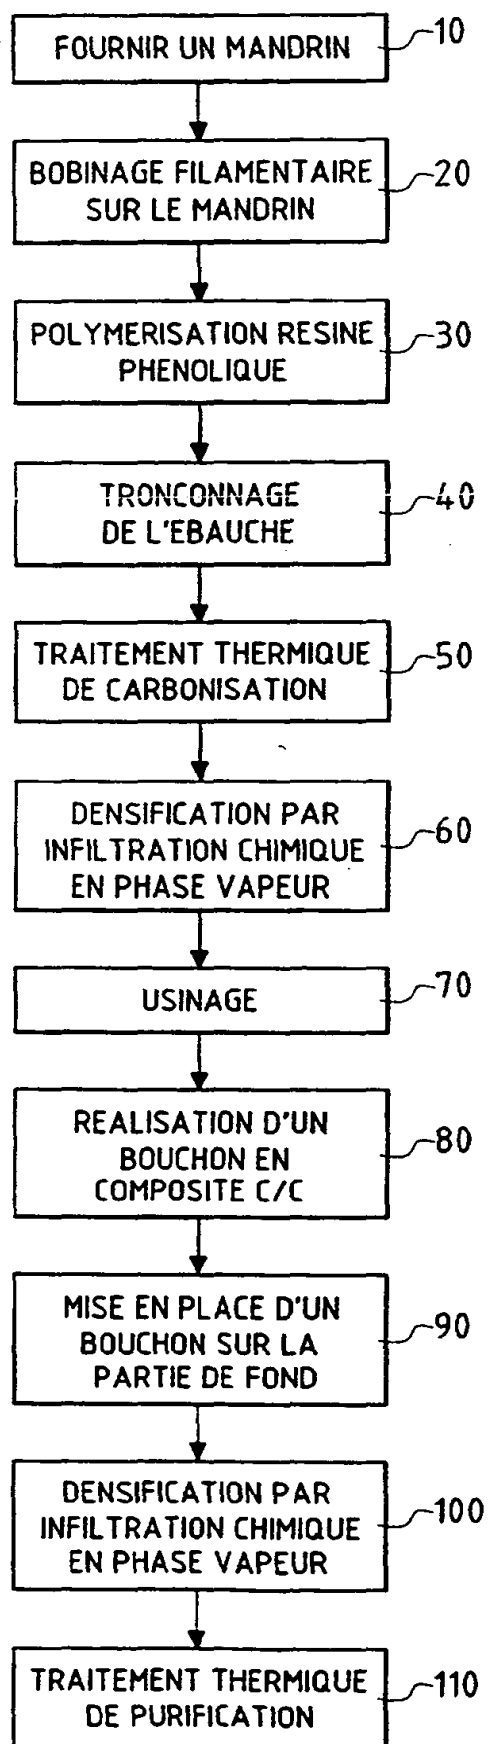 FOURNIR UN MANDRIN
10
BOBINAGE FILAMENTAIRE
SUR LE MANDRIN
20
POLYMERISATION RESINE
PHENOLIQUE
30
TRONCONNAGE
DE L'EBAUCHE
40
TRAITEMENT THERMIQUE
DE CARBONISATION
50
DENSIFICATION PAR
INFILTRATION CHIMIQUE
EN PHASE VAPEUR
60
USINAGE
70
REALISATION D'UN
BOUCHON EN
COMPOSITE C/C
80
MISE EN PLACE D'UN
BOUCHON SUR LA
PARTIE DE FOND
90
DENSIFICATION PAR
INFILTRATION CHIMIQUE
EN PHASE VAPEUR
100
TRAITEMENT THERMIQUE
DE PURIFICATION
110